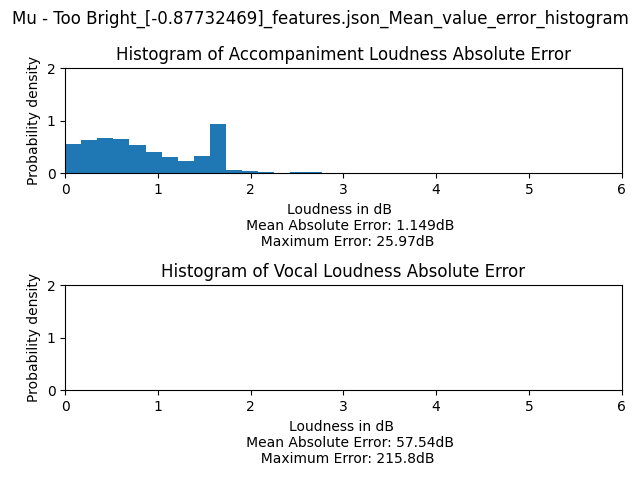 Mu - Too Bright_[-0.87732469]_features.json_Mean_value_error_histogram
Histogram of Accompaniment Loudness Absolute Error
Probability density
2
1
0
0 1 2 3 4 5 6
Loudness in dB
Mean Absolute Error: 1.149dB
Maximum Error: 25.97dB
Histogram of Vocal Loudness Absolute Error
Probability density
2
1
0
0 1 2 3 4 5 6
Loudness in dB
Mean Absolute Error: 57.54dB
Maximum Error: 215.8dB